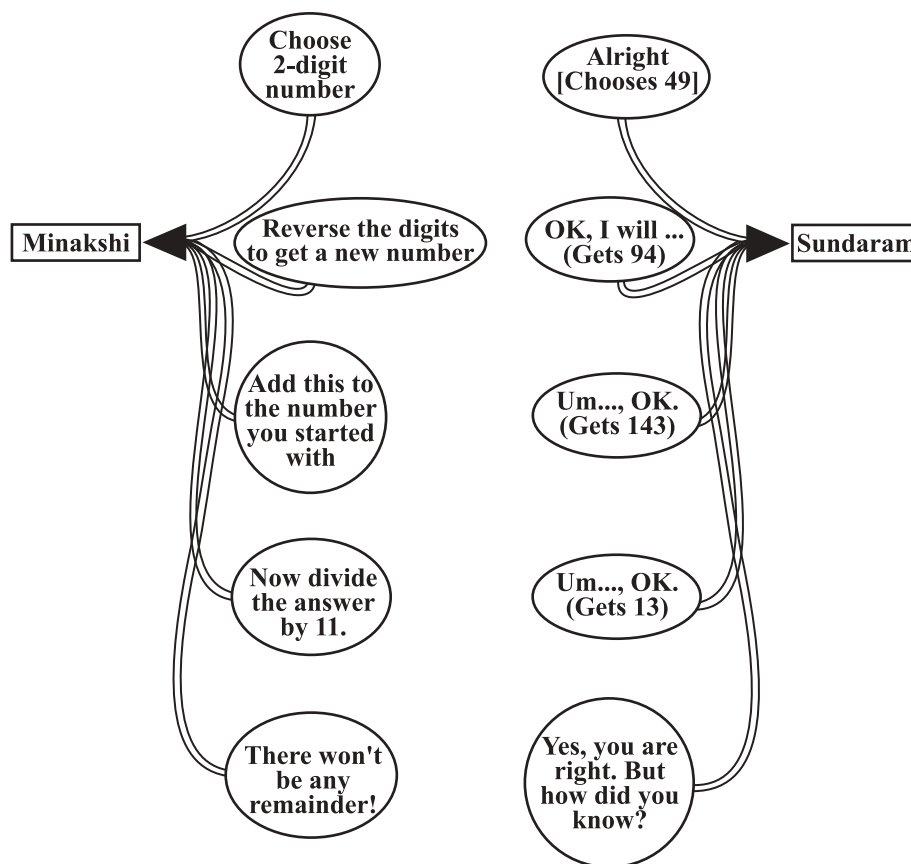 Choose
2-digit
number
Alright
[Chooses 49]
Minakshi
Reverse the digits
to get a new number
OK, I will ...
(Gets 94)
Sundaram
Add this to
the number
you started
with
Um..., OK.
(Gets 143)
Now divide
the answer
by 11.
Um..., OK.
(Gets 13)
There won't
be any
remainder!
Yes, you are
right. But
how did you
know?